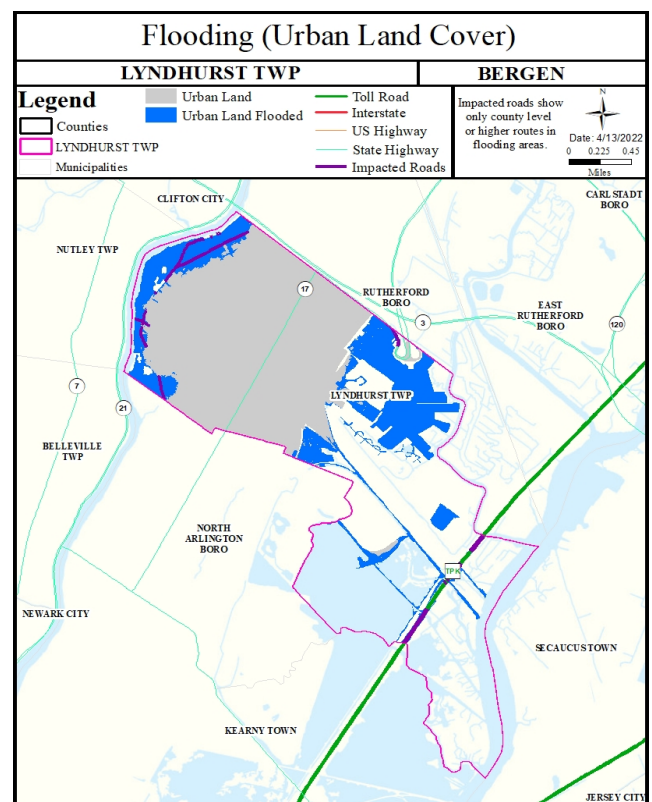 Flooding (Urban Land Cover)
LYNDHURST TWP
BERGEN
Legend
Counties
LYNDHURST TWP
Municipalities
Urban Land
Urban Land Flooded
Toll Road
Interstate
US Highway
State Highway
Impacted Roads
Impacted roads show
only county level
or higher routes in
flooding areas.
N
Date: 4/13/2022
0 0.225 0.45
Miles
CLIFTON CITY
CARLSTADT
BORO
NUTLEY TWP
17
RUTHERFORD
BORO
EAST
RUTHERFORD
BORO
3
120
7
21
LYNDHURST TWP
BELLEVILLE
TWP
NORTH
ARLINGTON
BORO
TPK
NEWARK CITY
SECAUCUS TOWN
KEARNY TOWN
JERSEY CITY